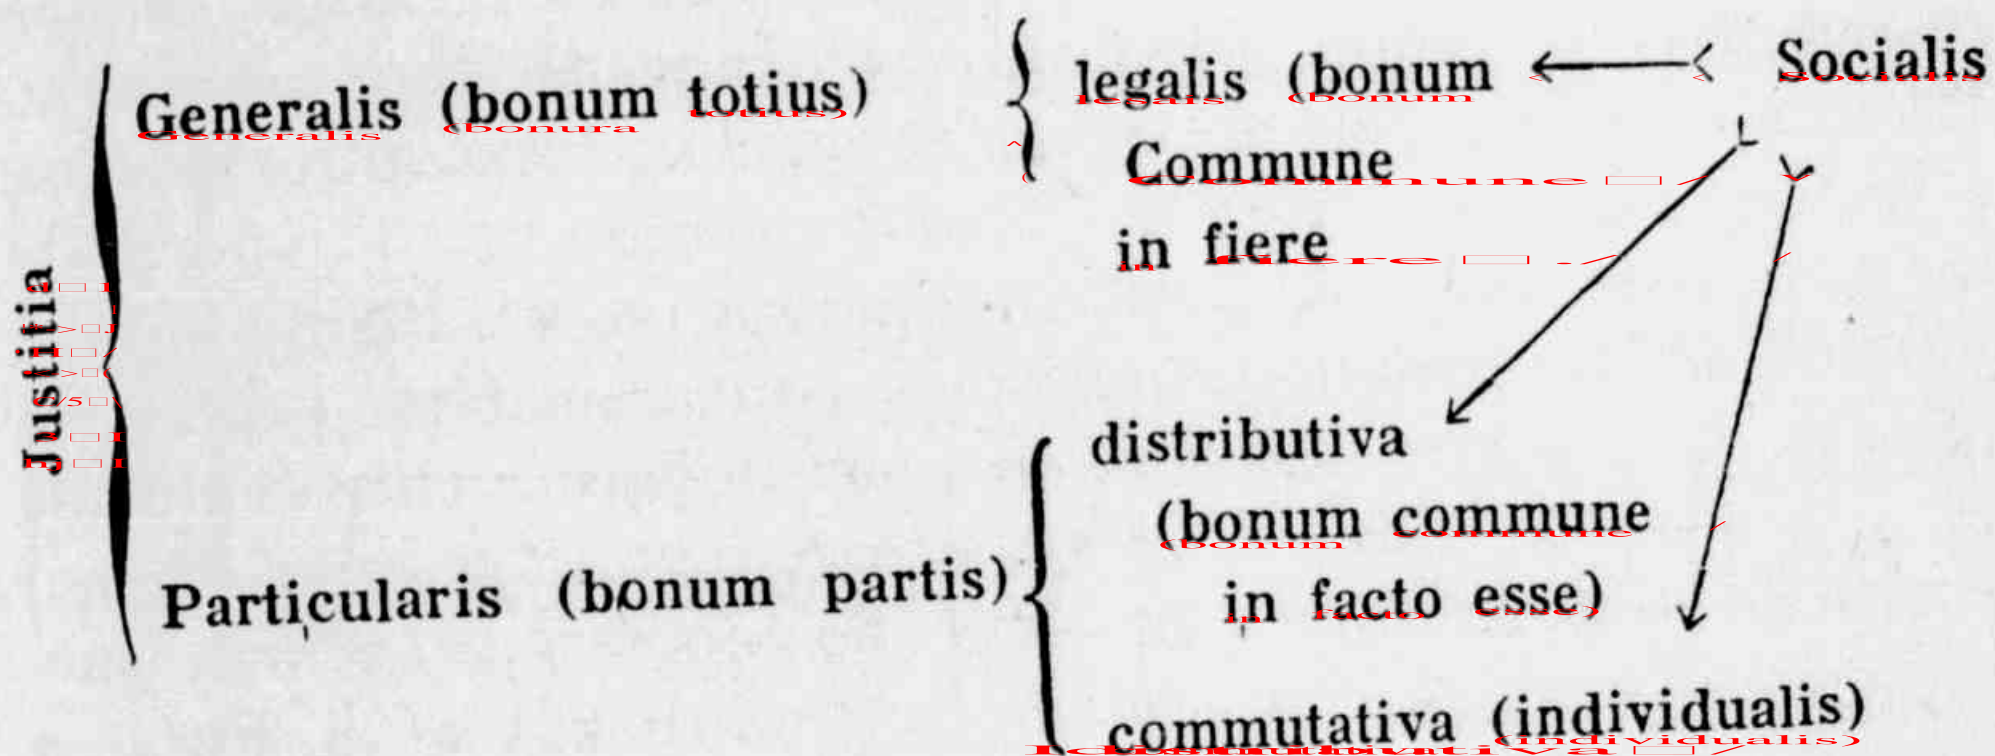 Justitia
Generalis (bonum totius)
legalis (bonum
Commune
in fiere
Socialis
Particularis (bonum partis)
distributiva
(bonum commune
in facto esse)
commutativa (individualis)